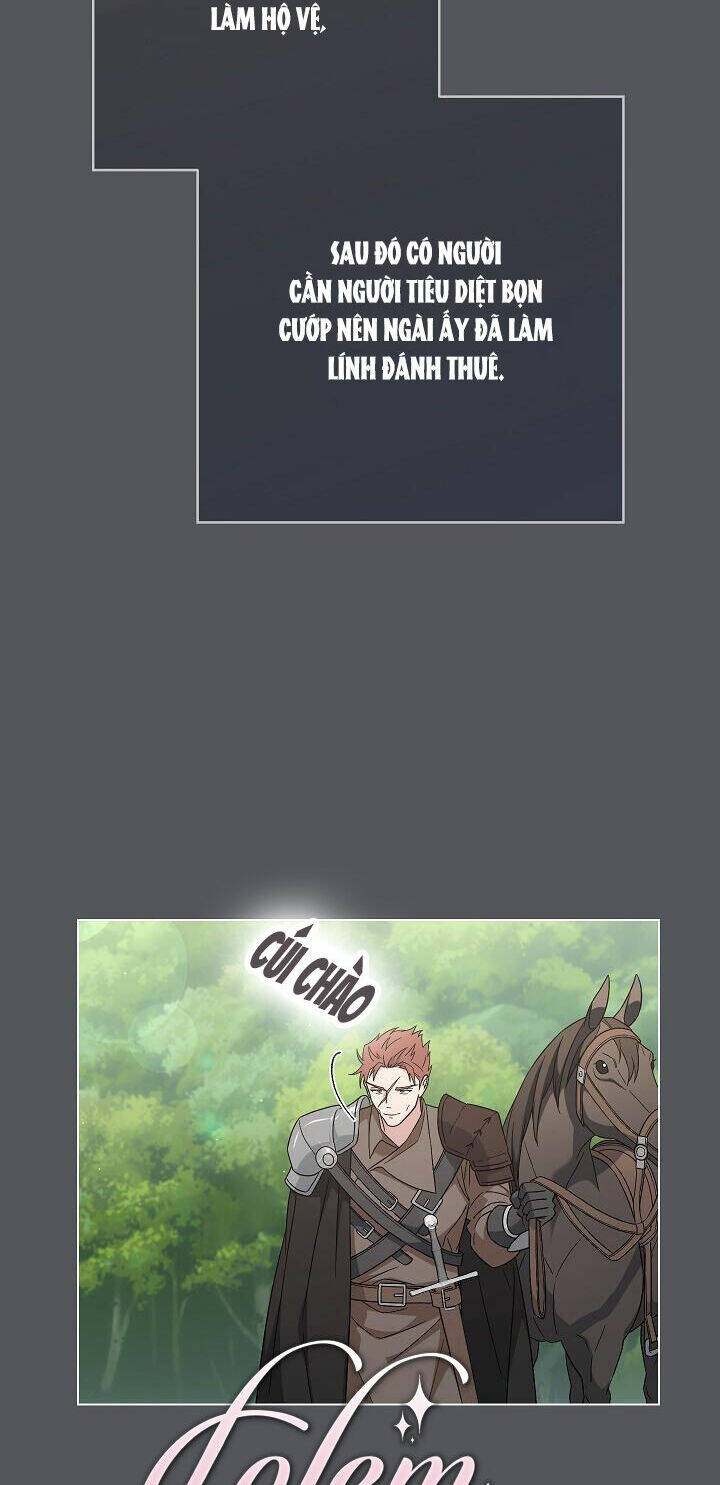 LÀM HỘ VỆ,
SAU ĐÓ CÓ NGƯỜI
CẦN NGƯỜI TIÊU DIỆT BỌN
CƯỚP NÊN NGÀI ẤY ĐÃ LÀM
LÍNH ĐÁNH THUÊ.
CÚI CHÀO